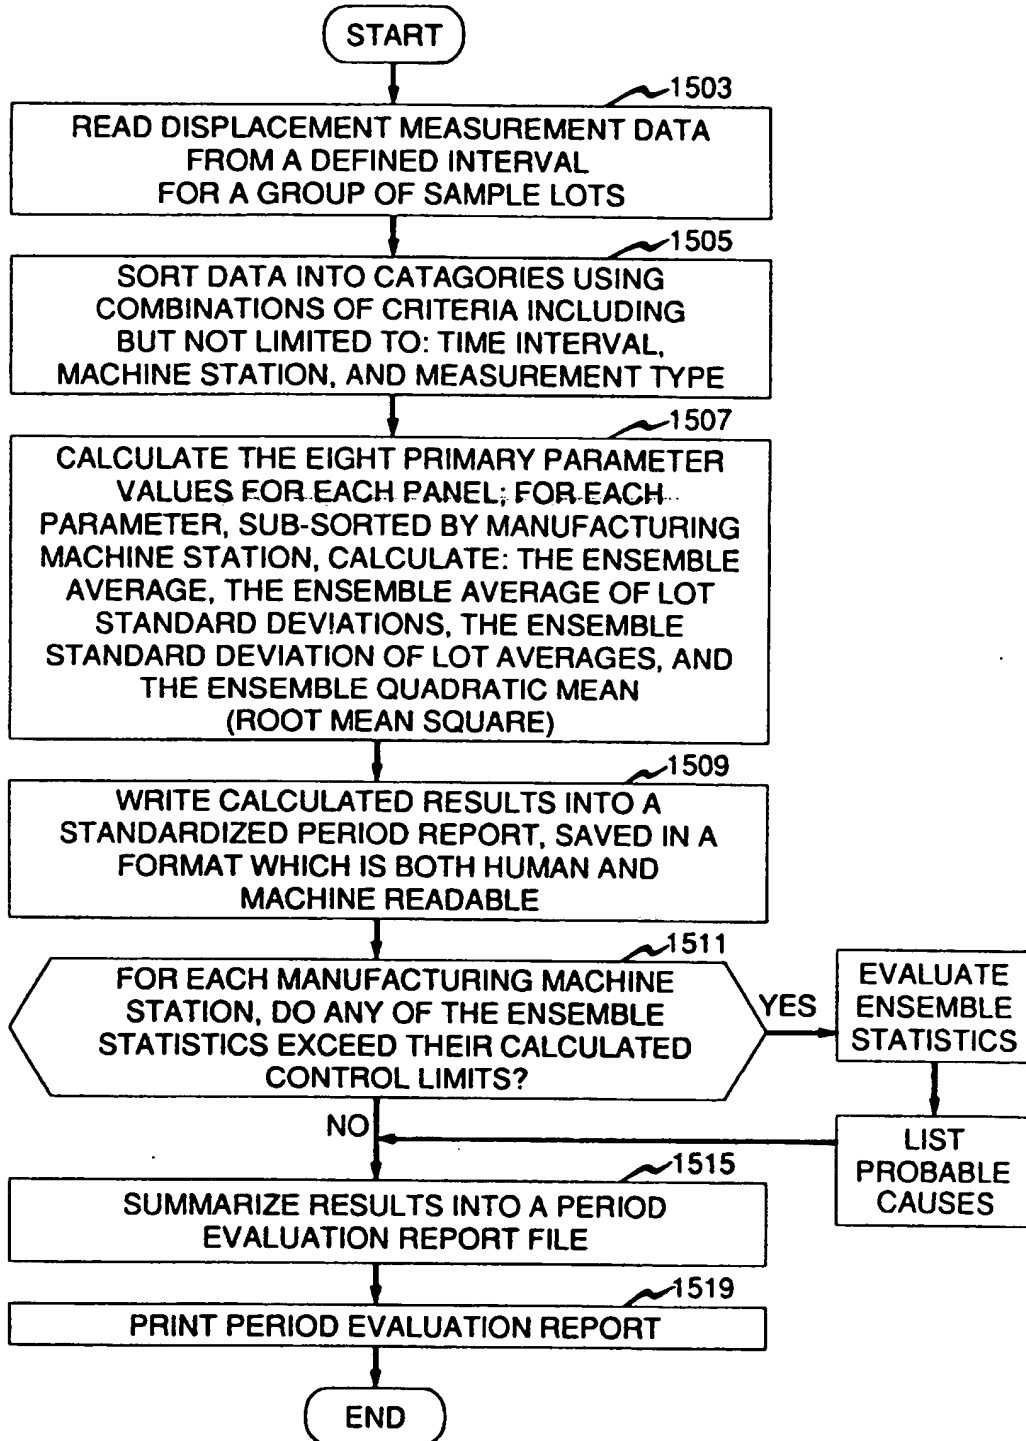 START
1503
READ DISPLACEMENT MEASUREMENT DATA
FROM A DEFINED INTERVAL
FOR A GROUP OF SAMPLE LOTS
1505
SORT DATA INTO CATAGORIES USING
COMBINATIONS OF CRITERIA INCLUDING
BUT NOT LIMITED TO: TIME INTERVAL,
MACHINE STATION, AND MEASUREMENT TYPE
1507
CALCULATE THE EIGHT PRIMARY PARAMETER
VALUES FOR EACH PANEL; FOR EACH
PARAMETER, SUB-SORTED BY MANUFACTURING
MACHINE STATION, CALCULATE: THE ENSEMBLE
AVERAGE, THE ENSEMBLE AVERAGE OF LOT
STANDARD DEVIATIONS, THE ENSEMBLE
STANDARD DEVIATION OF LOT AVERAGES, AND
THE ENSEMBLE QUADRATIC MEAN
(ROOT MEAN SQUARE)
1509
WRITE CALCULATED RESULTS INTO A
STANDARDIZED PERIOD REPORT, SAVED IN A
FORMAT WHICH IS BOTH HUMAN AND
MACHINE READABLE
1511
FOR EACH MANUFACTURING MACHINE
STATION, DO ANY OF THE ENSEMBLE
STATISTICS EXCEED THEIR CALCULATED
CONTROL LIMITS?
YES
EVALUATE
ENSEMBLE
STATISTICS
NO
LIST
PROBABLE
CAUSES
1515
SUMMARIZE RESULTS INTO A PERIOD
EVALUATION REPORT FILE
1519
PRINT PERIOD EVALUATION REPORT
END